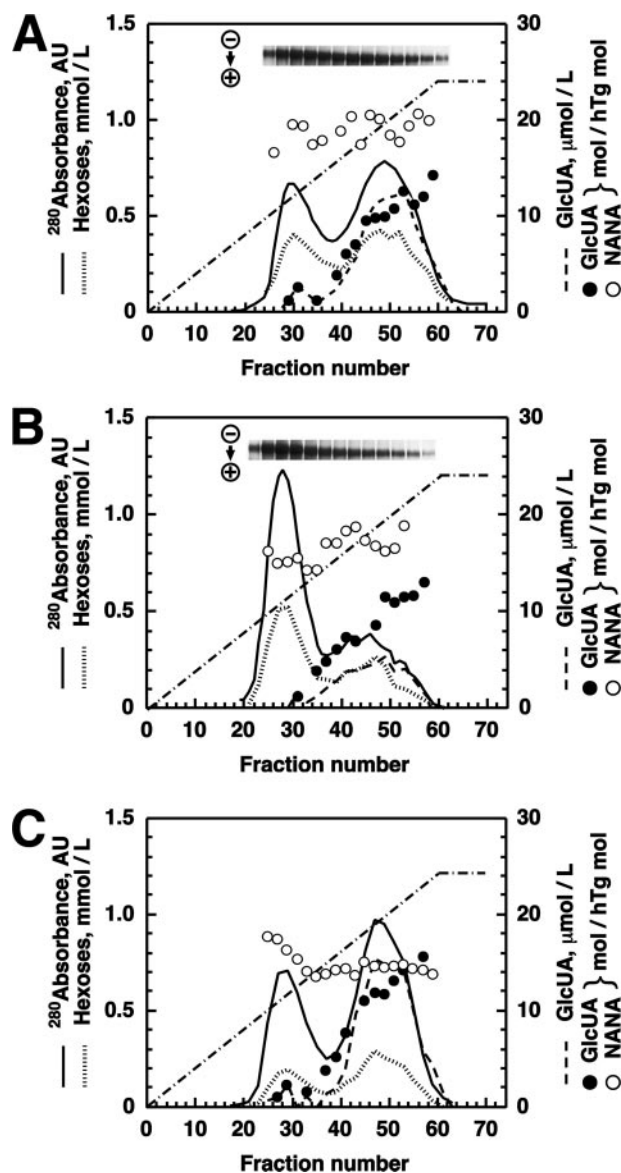 A
⊖
⊕
1.5
1.0
0.5
0
30
20
10
0
0 10 20 30 40 50 60 70
Fraction number
280Absorbance, AU
Hexoses, mmol / L
GlcUA, μmol / L
GlcUA } mol / hTg mol
NANA
B
⊖
⊕
1.5
1.0
0.5
0
30
20
10
0
0 10 20 30 40 50 60 70
Fraction number
280Absorbance, AU
Hexoses, mmol / L
GlcUA, μmol / L
GlcUA } mol / hTg mol
NANA
C
1.5
1.0
0.5
0
30
20
10
0
0 10 20 30 40 50 60 70
Fraction number
280Absorbance, AU
Hexoses, mmol / L
GlcUA, μmol / L
GlcUA } mol / hTg mol
NANA